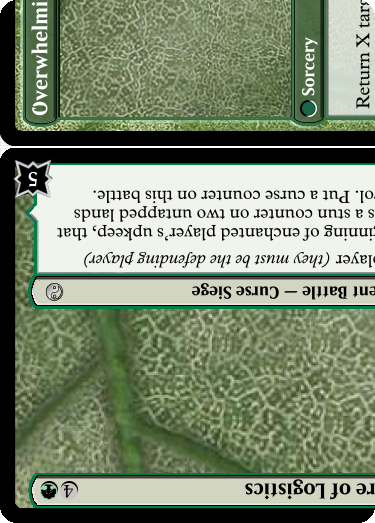 Overwhelmi
Sorcery
Return X targ
re of Logistics
4
ent Battle — Curse Siege
player (they must be the defending player)
ginning of enchanted player's upkeep, that
s a stun counter on two untapped lands
rol. Put a curse counter on this battle.
5